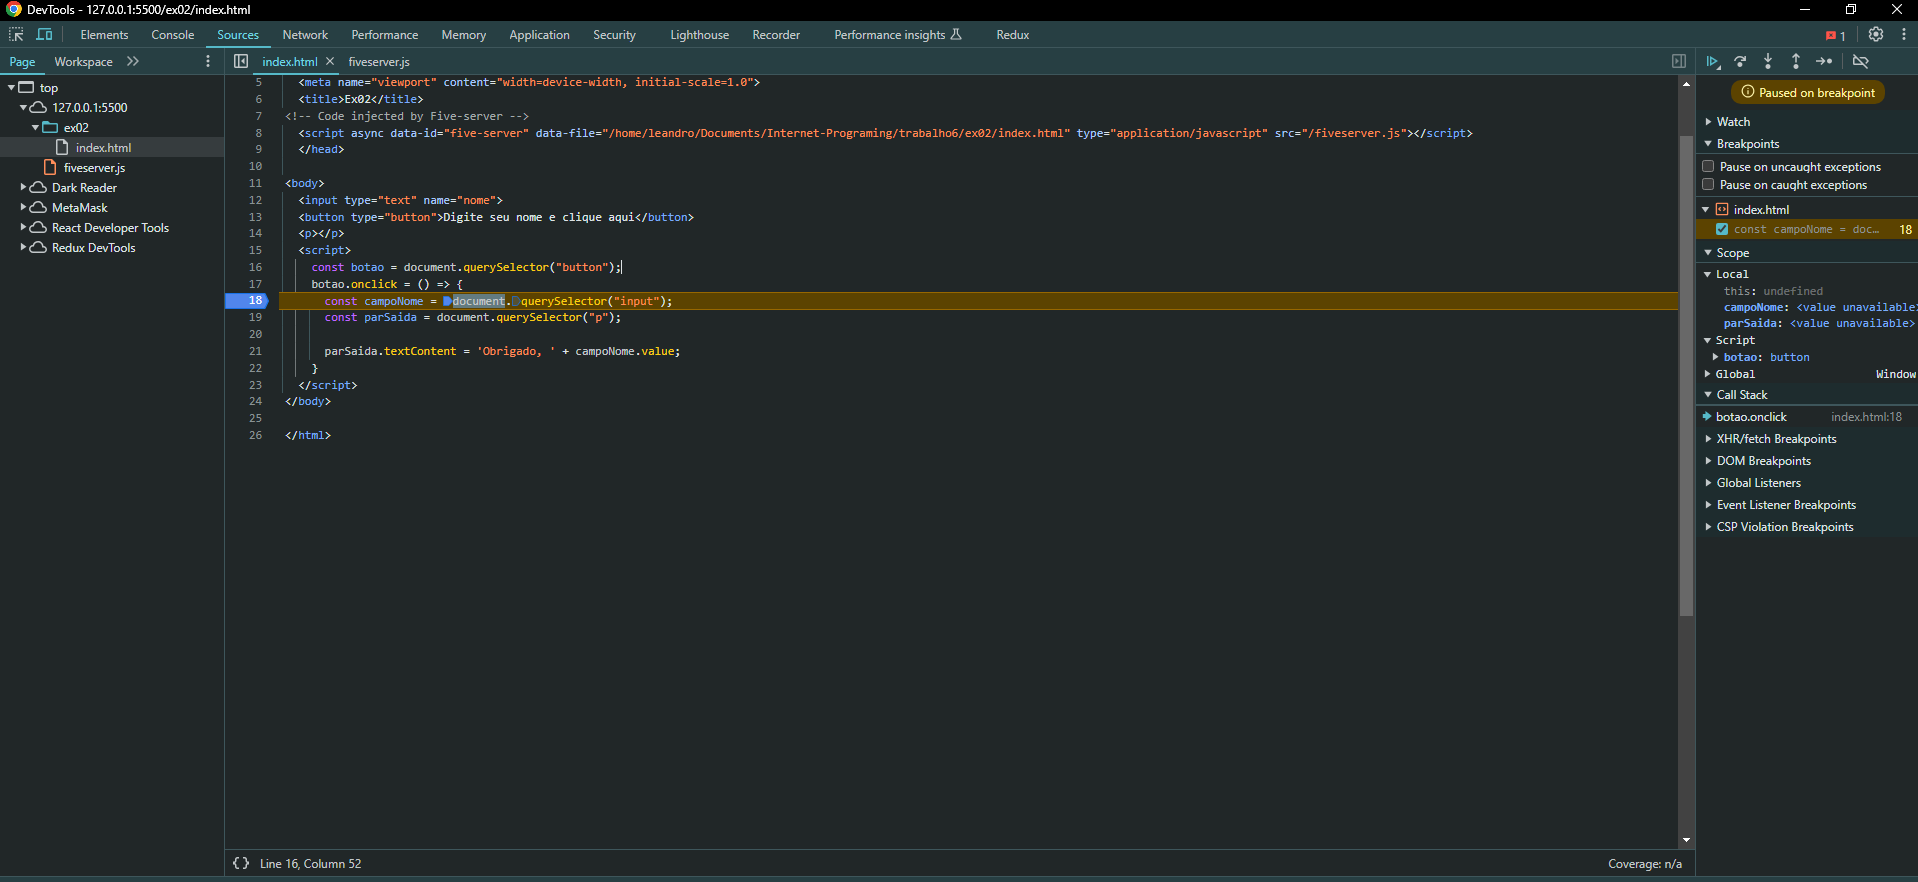 DevTools - 127.0.0.1:5500/ex02/index.html
Elements Console Sources Network Performance Memory Application Security Lighthouse Recorder Performance insights Redux 1
Page Workspace
index.html fiveserver.js
top
127.0.0.1:5500
ex02
index.html
fiveserver.js
Dark Reader
MetaMask
React Developer Tools
Redux DevTools
5 <meta name="viewport" content="width=device-width, initial-scale=1.0">
6 <title>Ex02</title>
7 <!-- Code injected by Five-server -->
8 <script async data-id="five-server" data-file="/home/leandro/Documents/Internet-Programing/trabalho6/ex02/index.html" type="application/javascript" src="/fiveserver.js"></script>
9 </head>
10
11 <body>
12 <input type="text" name="nome">
13 <button type="button">Digite seu nome e clique aqui</button>
14 <p></p>
15 <script>
16 const botao = document.querySelector("button");
17 botao.onclick = () => {
18 const campoNome = document.querySelector("input");
19 const parSaida = document.querySelector("p");
20
21 parSaida.textContent = 'Obrigado, ' + campoNome.value;
22 }
23 </script>
24 </body>
25
26 </html>
Line 16, Column 52
Coverage: n/a
Paused on breakpoint
Watch
Breakpoints
Pause on uncaught exceptions
Pause on caught exceptions
index.html
const campoNome = doc… 18
Scope
Local
this: undefined
campoNome: <value unavailable>
parSaida: <value unavailable>
Script
botao: button
Global Window
Call Stack
botao.onclick index.html:18
XHR/fetch Breakpoints
DOM Breakpoints
Global Listeners
Event Listener Breakpoints
CSP Violation Breakpoints